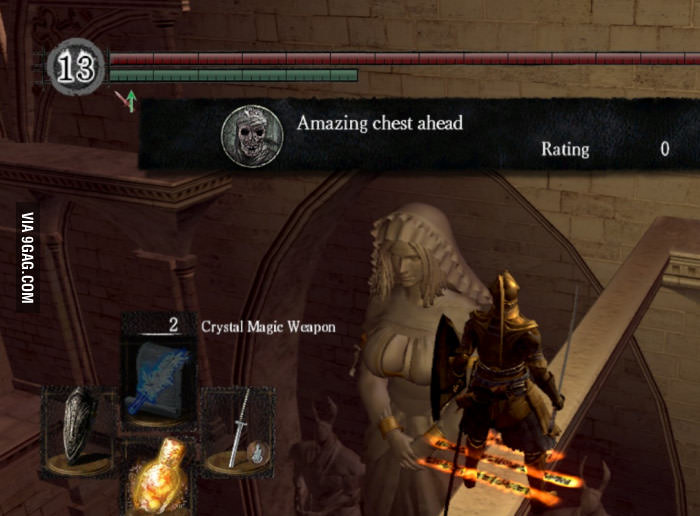 13
Amazing chest ahead
Rating 0
VIA 9GAG.COM
2
Crystal Magic Weapon